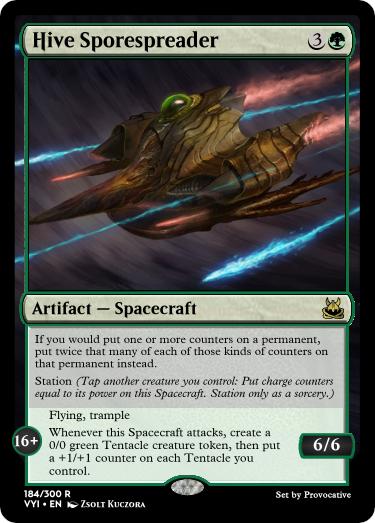 Hive Sporespreader 3
Artifact — Spacecraft
If you would put one or more counters on a permanent,
put twice that many of each of those kinds of counters on
that permanent instead.
Station (Tap another creature you control: Put charge counters
equal to its power on this Spacecraft. Station only as a sorcery.)
Flying, trample
16+
Whenever this Spacecraft attacks, create a
0/0 green Tentacle creature token, then put
a +1/+1 counter on each Tentacle you
control.
6/6
184/300 R
VYI • EN Zsolt Kuczora
Set by Provocative